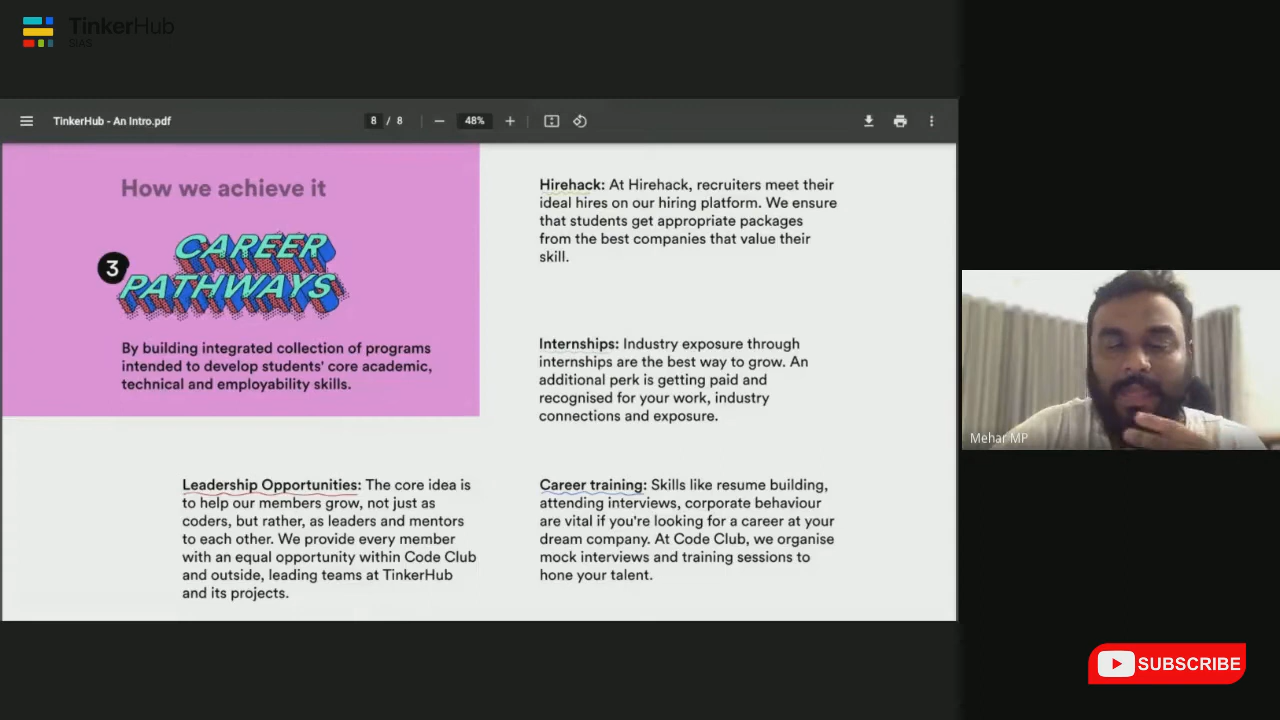 TinkerHub
SIAS
TinkerHub - An Intro.pdf
8 / 8
48%
How we achieve it
3
CAREER
PATHWAYS
By building integrated collection of programs
intended to develop students' core academic,
technical and employability skills.
Leadership Opportunities: The core idea is
to help our members grow, not just as
coders, but rather, as leaders and mentors
to each other. We provide every member
with an equal opportunity within Code Club
and outside, leading teams at TinkerHub
and its projects.
Hirehack: At Hirehack, recruiters meet their
ideal hires on our hiring platform. We ensure
that students get appropriate packages
from the best companies that value their
skill.
Internships: Industry exposure through
internships are the best way to grow. An
additional perk is getting paid and
recognised for your work, industry
connections and exposure.
Career training: Skills like resume building,
attending interviews, corporate behaviour
are vital if you're looking for a career at your
dream company. At Code Club, we organise
mock interviews and training sessions to
hone your talent.
Mehar MP
SUBSCRIBE